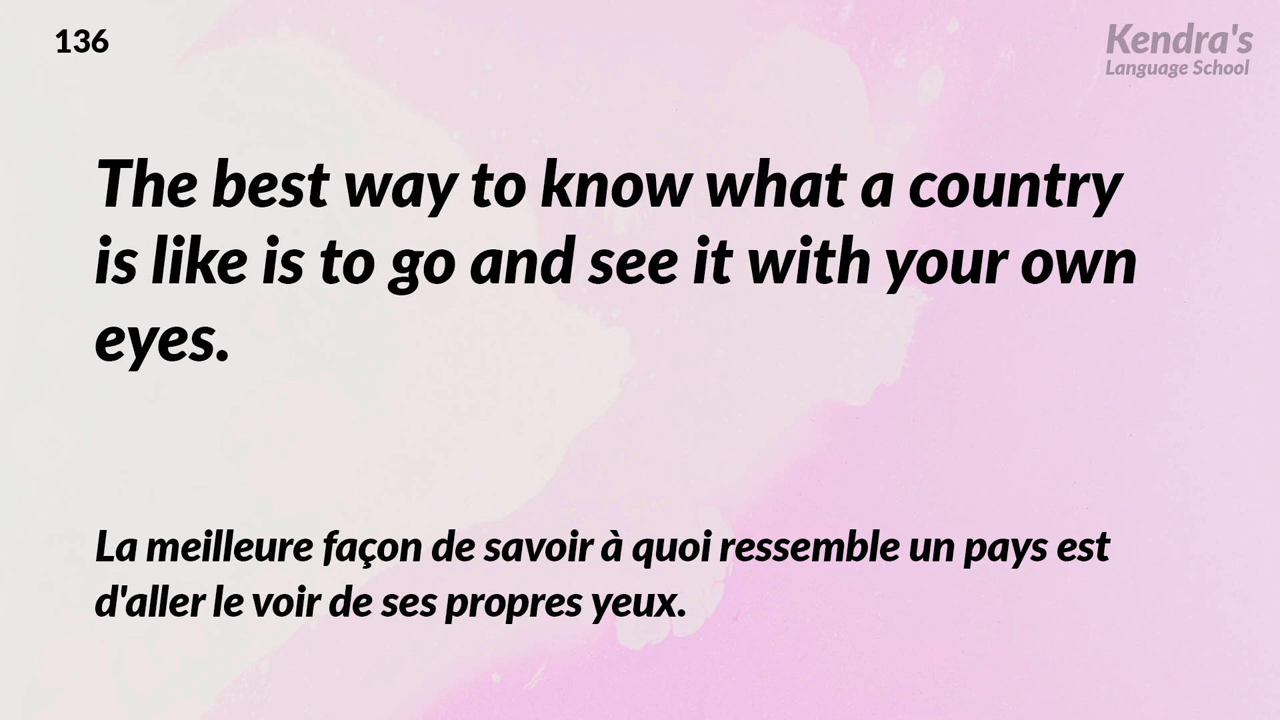 136
Kendra's
Language School
The best way to know what a country
is like is to go and see it with your own
eyes.
La meilleure façon de savoir à quoi ressemble un pays est
d'aller le voir de ses propres yeux.